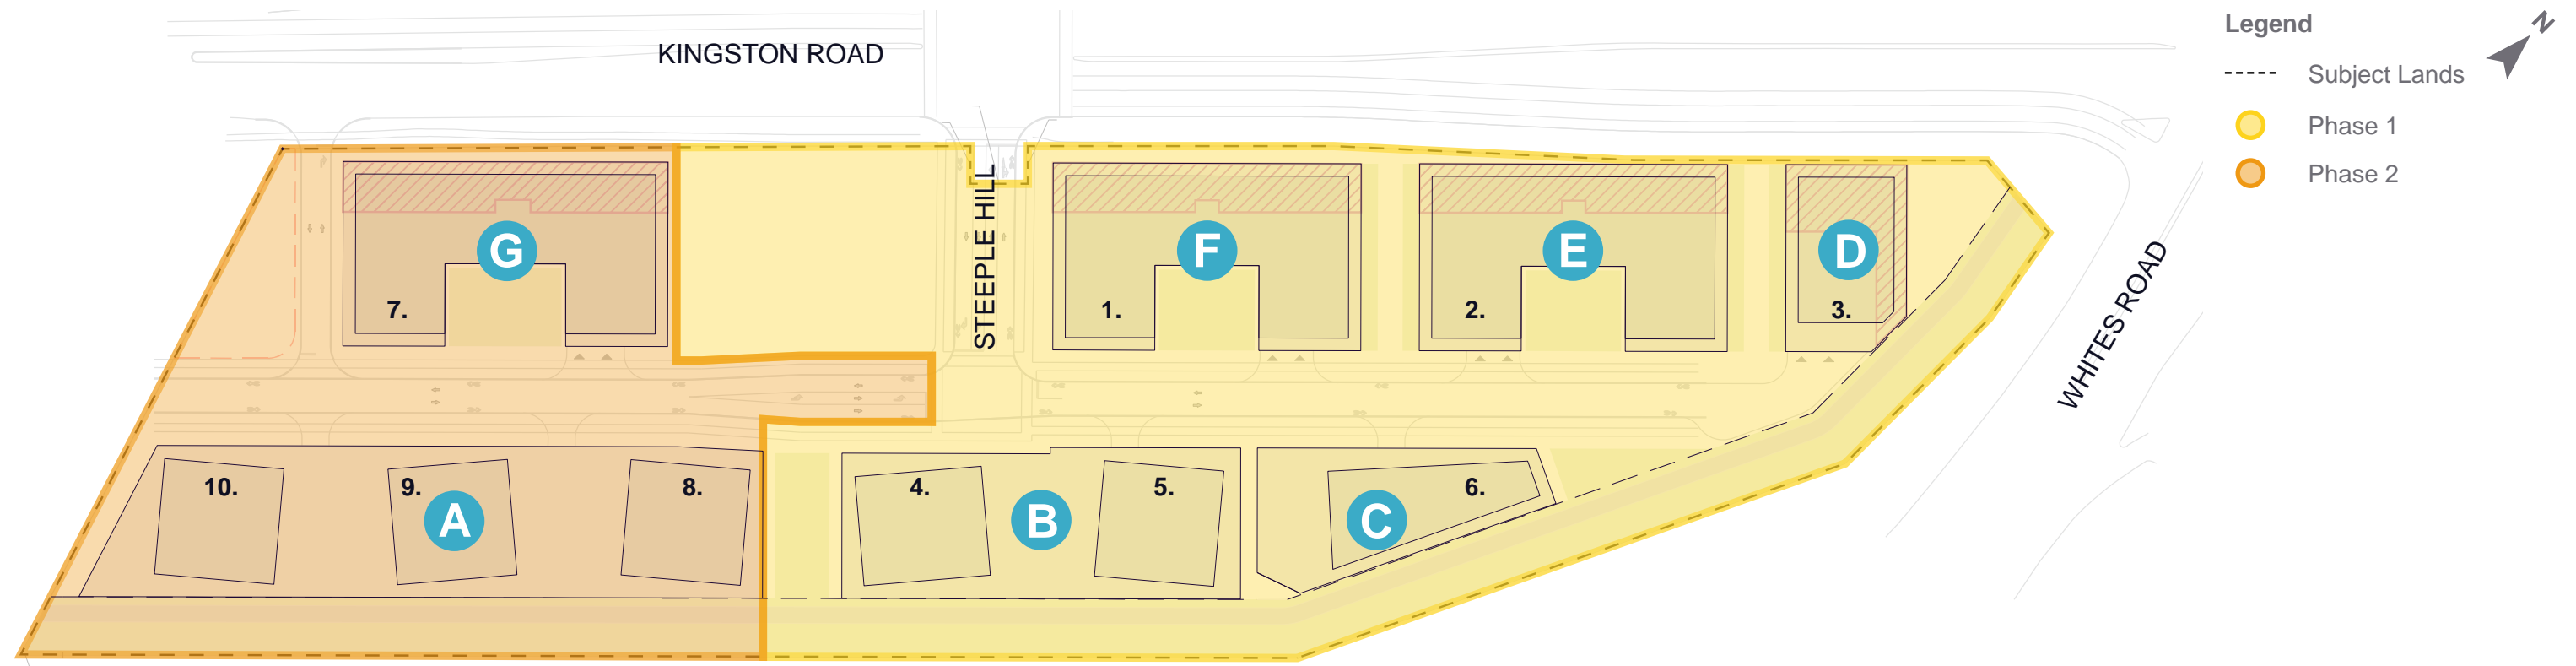 Legend
N
KINGSTON ROAD
Subject Lands
Phase 1
Phase 2
STEEPLE HILL
WHITES ROAD
G
F
E
D
7.
1.
2.
3.
10.
9.
8.
4.
5.
6.
A
B
C